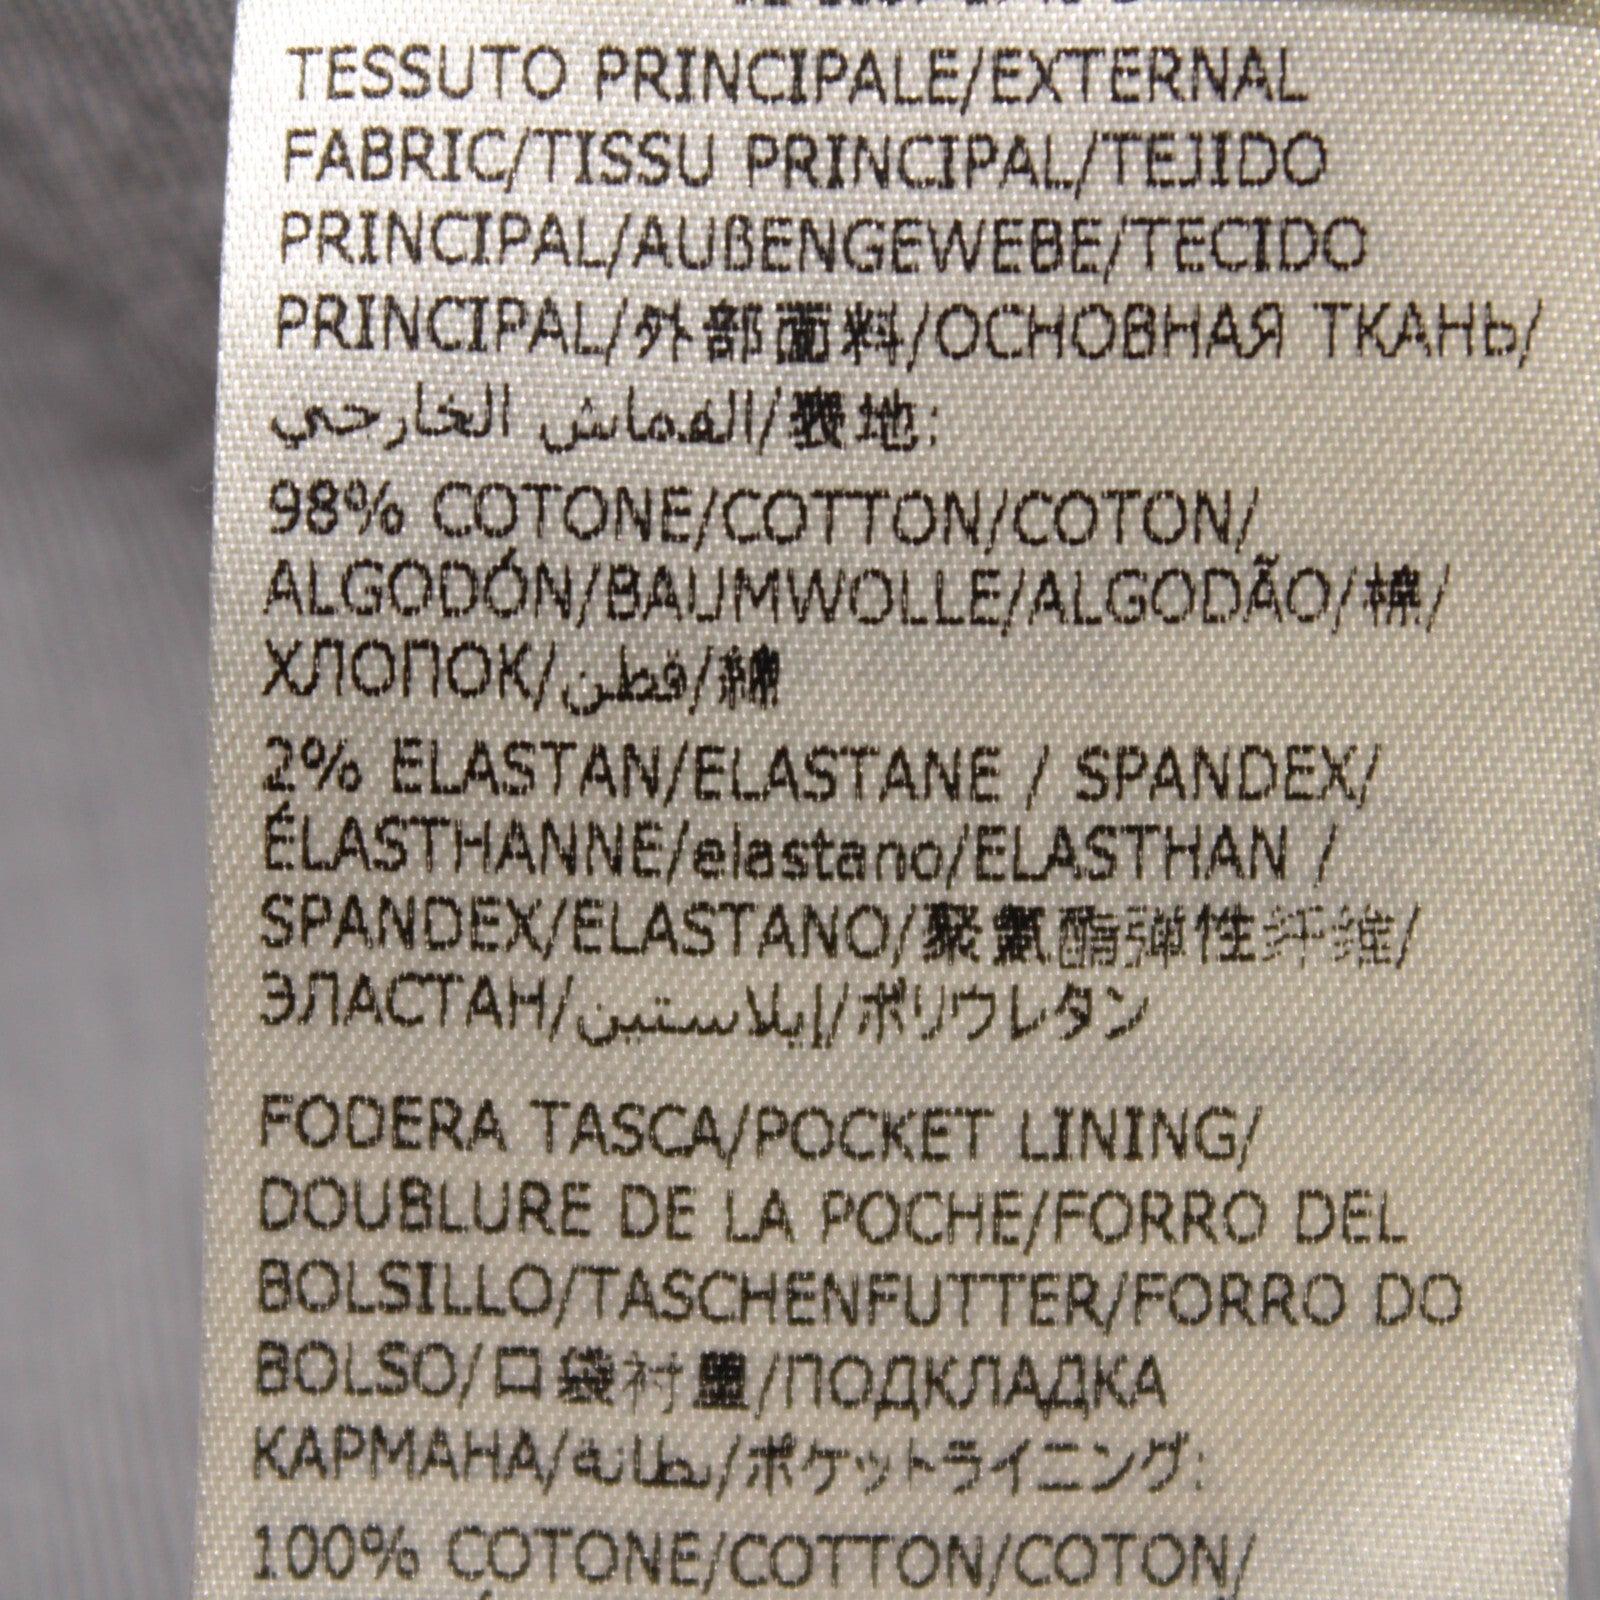 TESSUTO PRINCIPALE/EXTERNAL
FABRIC/TISSU PRINCIPAL/TEJIDO
PRINCIPAL/AUßENGEWEBE/TECIDO
PRINCIPAL/外部面料/ОСНОВНАЯ ТКАНЬ/
القماش الخارجي/表地:
98% COTONE/COTTON/COTON/
ALGODÓN/BAUMWOLLE/ALGODÃO/棉/
ХЛОПОК/قطن/綿
2% ELASTAN/ELASTANE / SPANDEX/
ÉLASTHANNE/elastano/ELASTHAN /
SPANDEX/ELASTANO/聚氨酯弹性纤维/
ЭЛАСТАН/إيلاستين/ポリウレタン
FODERA TASCA/POCKET LINING/
DOUBLURE DE LA POCHE/FORRO DEL
BOLSILLO/TASCHENFUTTER/FORRO DO
BOLSO/口袋衬里/ПОДКЛАДКА
КАРМАНА/بطانة/ポケットライニング:
100% COTONE/COTTON/COTON/